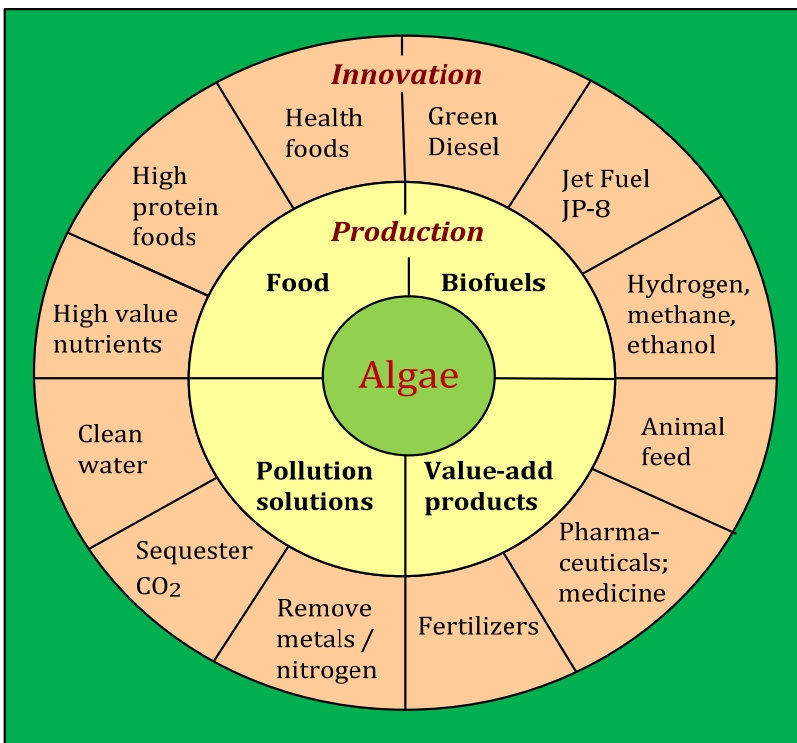 Innovation
Health
foods
Green
Diesel
High
protein
foods
Jet Fuel
JP-8
Production
Food
Biofuels
High value
nutrients
Hydrogen,
methane,
ethanol
Algae
Clean
water
Animal
feed
Pollution
solutions
Value-add
products
Sequester
CO₂
Pharma-
ceuticals;
medicine
Remove
metals /
nitrogen
Fertilizers